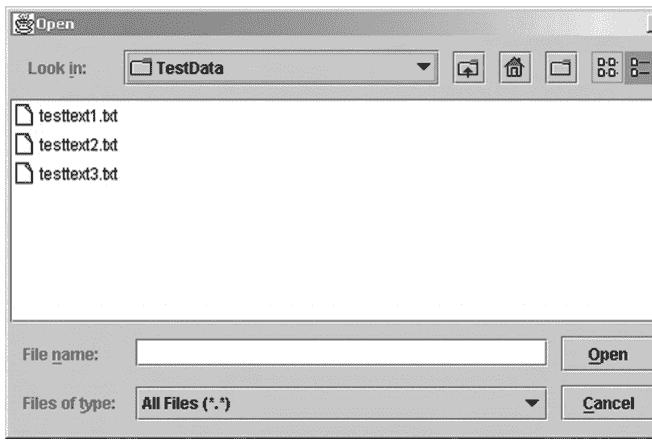 Open
Look in: TestData
testtext1.txt
testtext2.txt
testtext3.txt
File name: Open
Files of type: All Files (*.*) Cancel